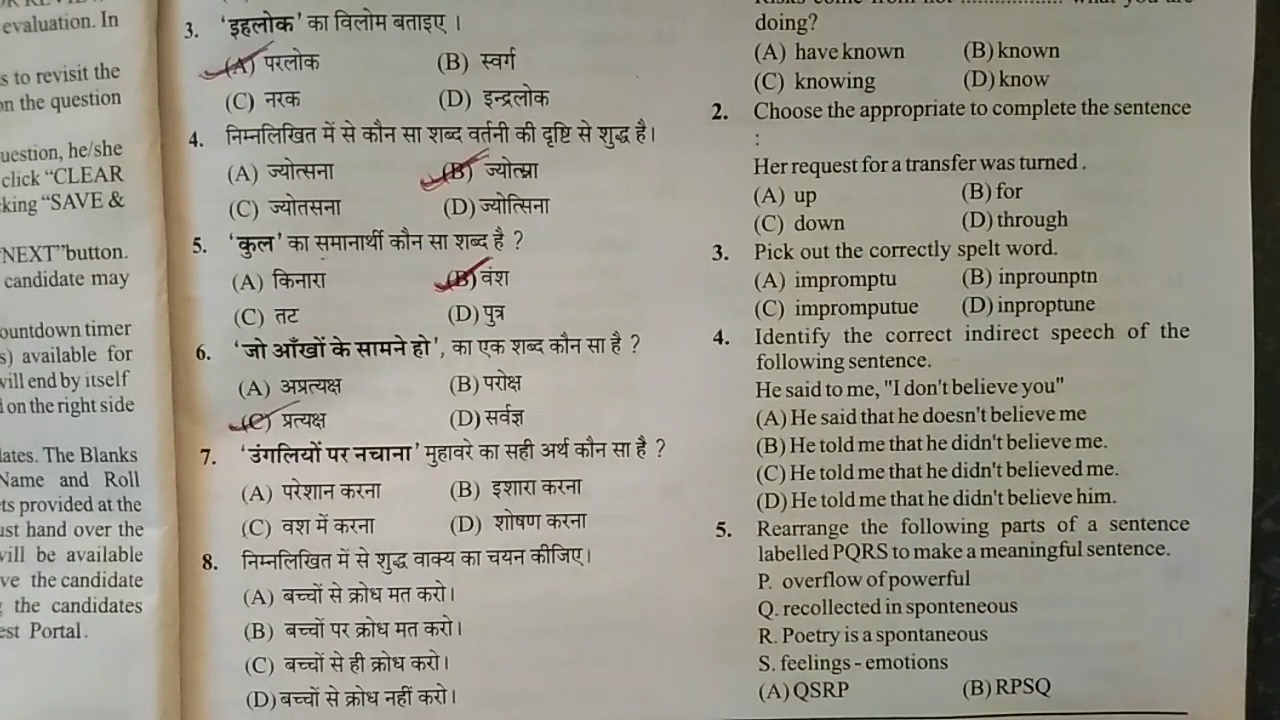 evaluation. In
s to revisit the
on the question
uestion, he/she
click “CLEAR
king “SAVE &
NEXT”button.
candidate may
ountdown timer
s) available for
will end by itself
on the right side
lates. The Blanks
Name and Roll
ts provided at the
ust hand over the
will be available
ve the candidate
the candidates
est Portal.
3. 'इहलोक' का विलोम बताइए ।
(A) परलोक (B) स्वर्ग
(C) नरक (D) इन्द्रलोक
4. निम्नलिखित में से कौन सा शब्द वर्तनी की दृष्टि से शुद्ध है।
(A) ज्योत्सना (B) ज्योत्स्ना
(C) ज्योतसना (D) ज्योत्सिना
5. 'कुल' का समानार्थी कौन सा शब्द है ?
(A) किनारा (B) वंश
(C) तट (D) पुत्र
6. 'जो आँखों के सामने हो', का एक शब्द कौन सा है ?
(A) अप्रत्यक्ष (B) परोक्ष
(C) प्रत्यक्ष (D) सर्वज्ञ
7. 'उंगलियों पर नचाना' मुहावरे का सही अर्थ कौन सा है ?
(A) परेशान करना (B) इशारा करना
(C) वश में करना (D) शोषण करना
8. निम्नलिखित में से शुद्ध वाक्य का चयन कीजिए।
(A) बच्चों से क्रोध मत करो।
(B) बच्चों पर क्रोध मत करो।
(C) बच्चों से ही क्रोध करो।
(D) बच्चों से क्रोध नहीं करो।
doing?
(A) have known (B) known
(C) knowing (D) know
2. Choose the appropriate to complete the sentence
:
Her request for a transfer was turned .
(A) up (B) for
(C) down (D) through
3. Pick out the correctly spelt word.
(A) impromptu (B) inprounptn
(C) impromputue (D) inproptune
4. Identify the correct indirect speech of the
following sentence.
He said to me, "I don't believe you"
(A) He said that he doesn't believe me
(B) He told me that he didn't believe me.
(C) He told me that he didn't believed me.
(D) He told me that he didn't believe him.
5. Rearrange the following parts of a sentence
labelled PQRS to make a meaningful sentence.
P. overflow of powerful
Q. recollected in sponteneous
R. Poetry is a spontaneous
S. feelings - emotions
(A) QSRP (B) RPSQ